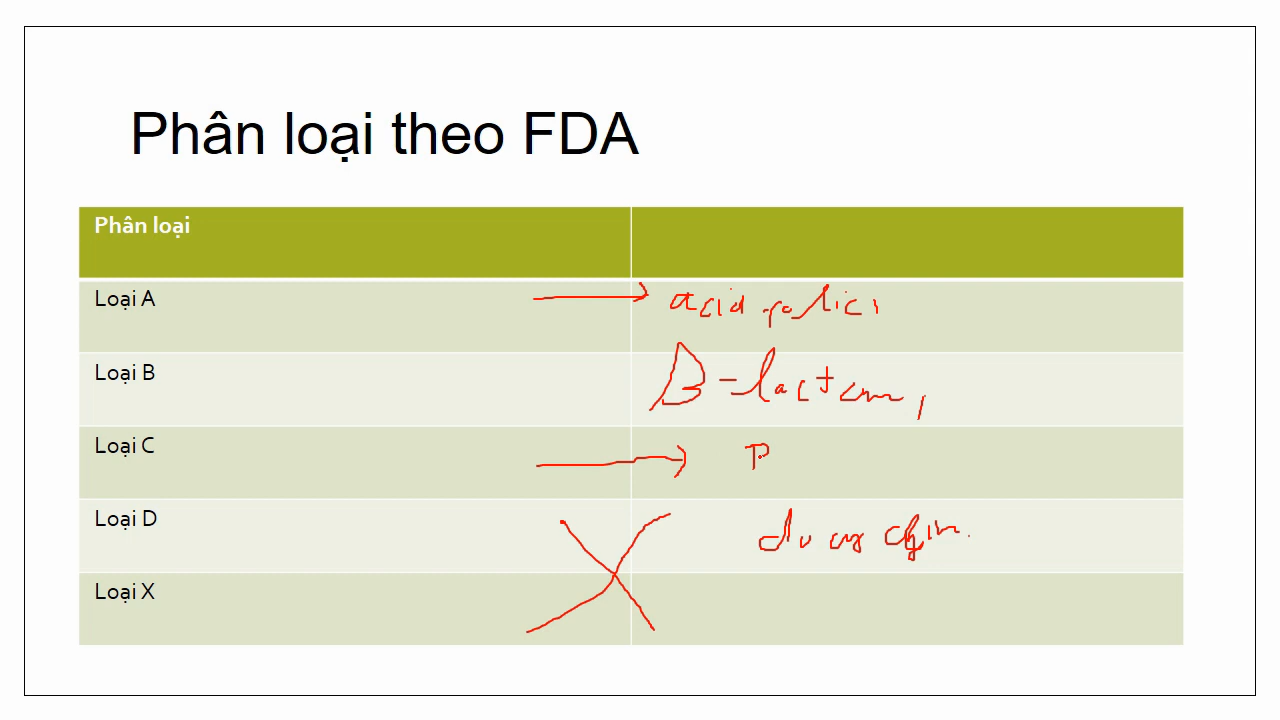 Phân loại theo FDA
Phân loại
Loại A acid folic
Loại B B-lactam,
Loại C P
Loại D
Loại X